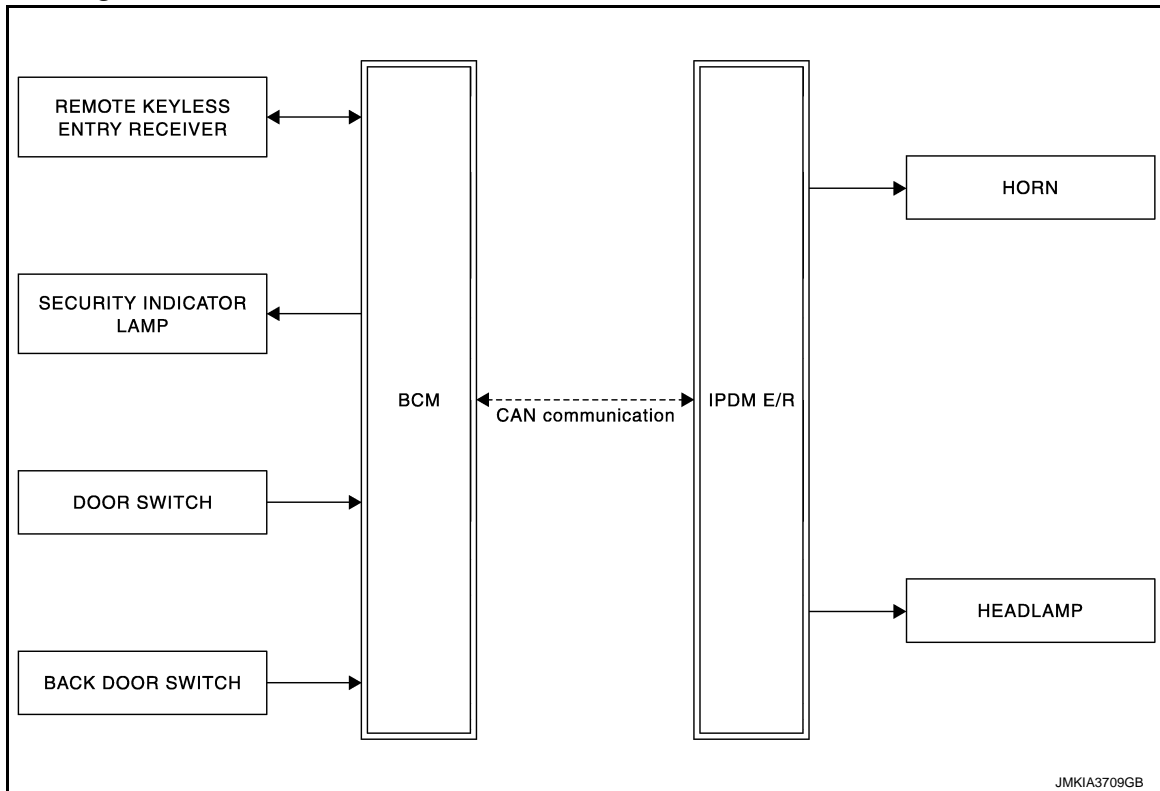 REMOTE KEYLESS
ENTRY RECEIVER
SECURITY INDICATOR
LAMP
DOOR SWITCH
BACK DOOR SWITCH
BCM
CAN communication
IPDM E/R
HORN
HEADLAMP
JMKIA3709GB